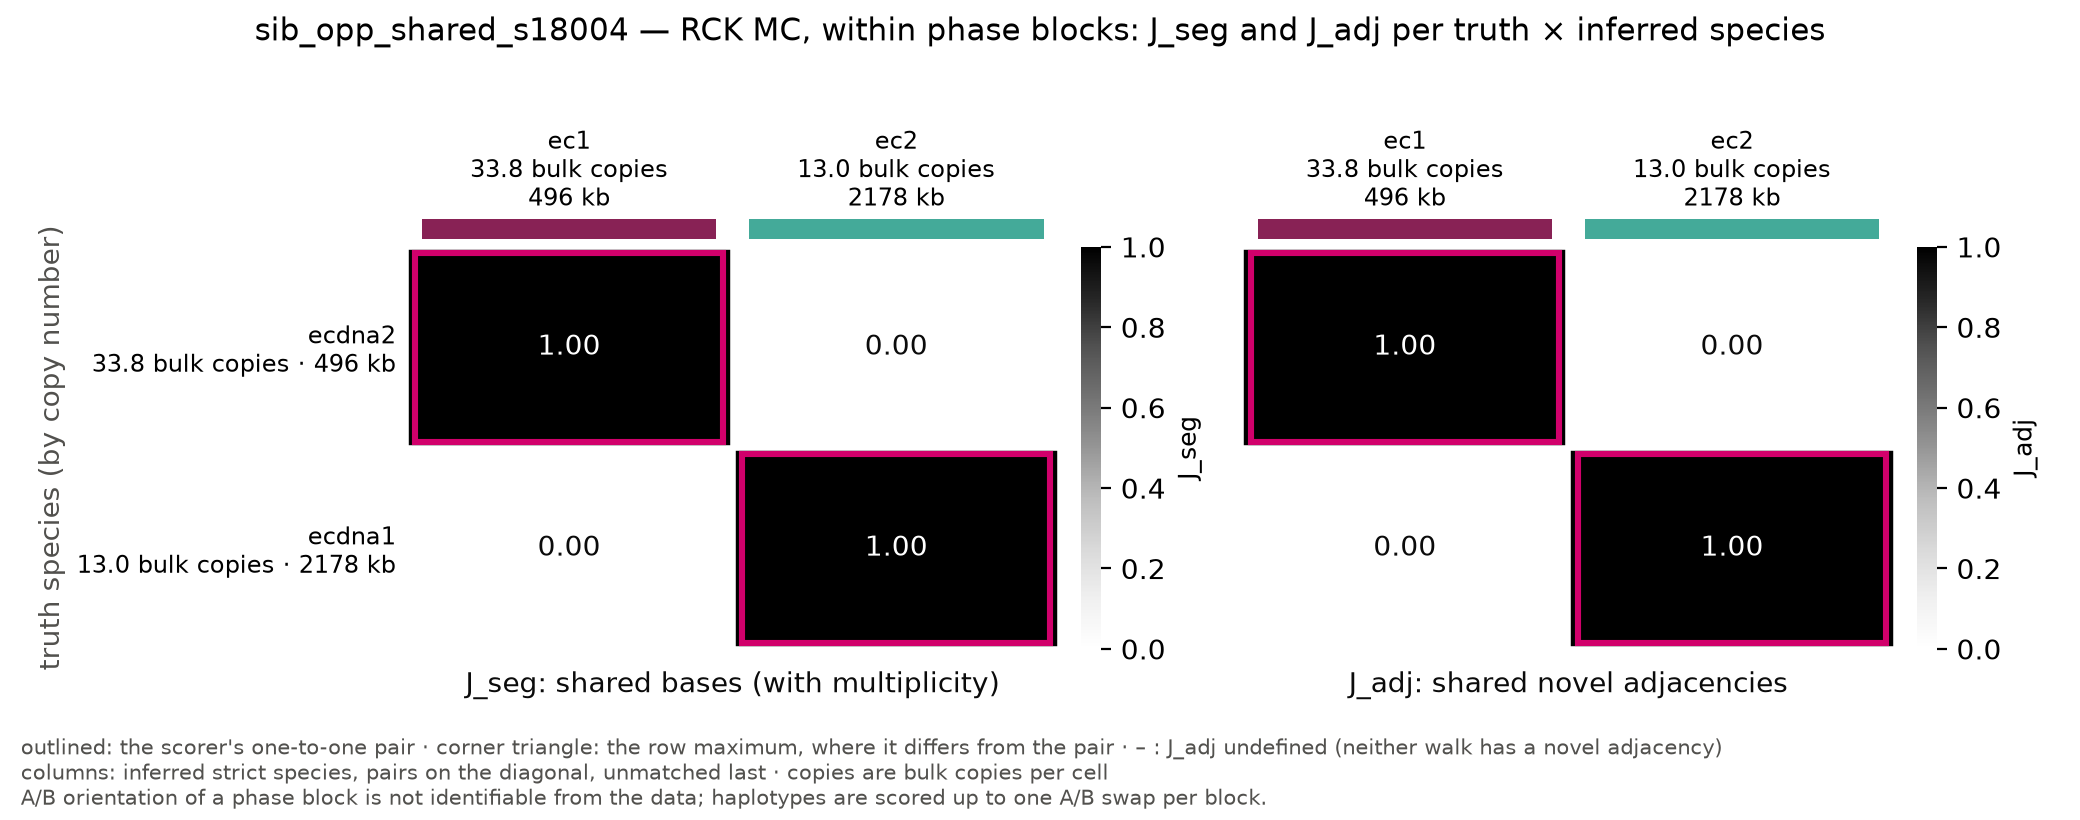 sib_opp_shared_s18004 — RCK MC, within phase blocks: J_seg and J_adj per truth × inferred species
ec1
33.8 bulk copies
496 kb
ec2
13.0 bulk copies
2178 kb
truth species (by copy number)
ecdna2
33.8 bulk copies · 496 kb
ecdna1
13.0 bulk copies · 2178 kb
1.00
0.00
0.00
1.00
1.0
0.8
0.6
0.4
0.2
0.0
J_seg
J_seg: shared bases (with multiplicity)
ec1
33.8 bulk copies
496 kb
ec2
13.0 bulk copies
2178 kb
1.00
0.00
0.00
1.00
1.0
0.8
0.6
0.4
0.2
0.0
J_adj
J_adj: shared novel adjacencies
outlined: the scorer's one-to-one pair · corner triangle: the row maximum, where it differs from the pair · – : J_adj undefined (neither walk has a novel adjacency)
columns: inferred strict species, pairs on the diagonal, unmatched last · copies are bulk copies per cell
A/B orientation of a phase block is not identifiable from the data; haplotypes are scored up to one A/B swap per block.